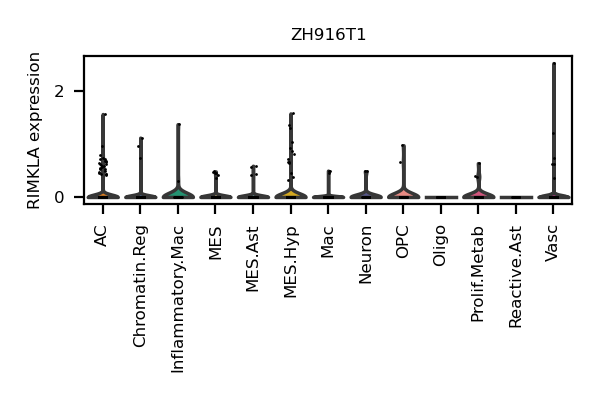 ZH916T1
RIMKLA expression
2
0
AC
Chromatin.Reg
Inflammatory.Mac
MES
MES.Ast
MES.Hyp
Mac
Neuron
OPC
Oligo
Prolif.Metab
Reactive.Ast
Vasc